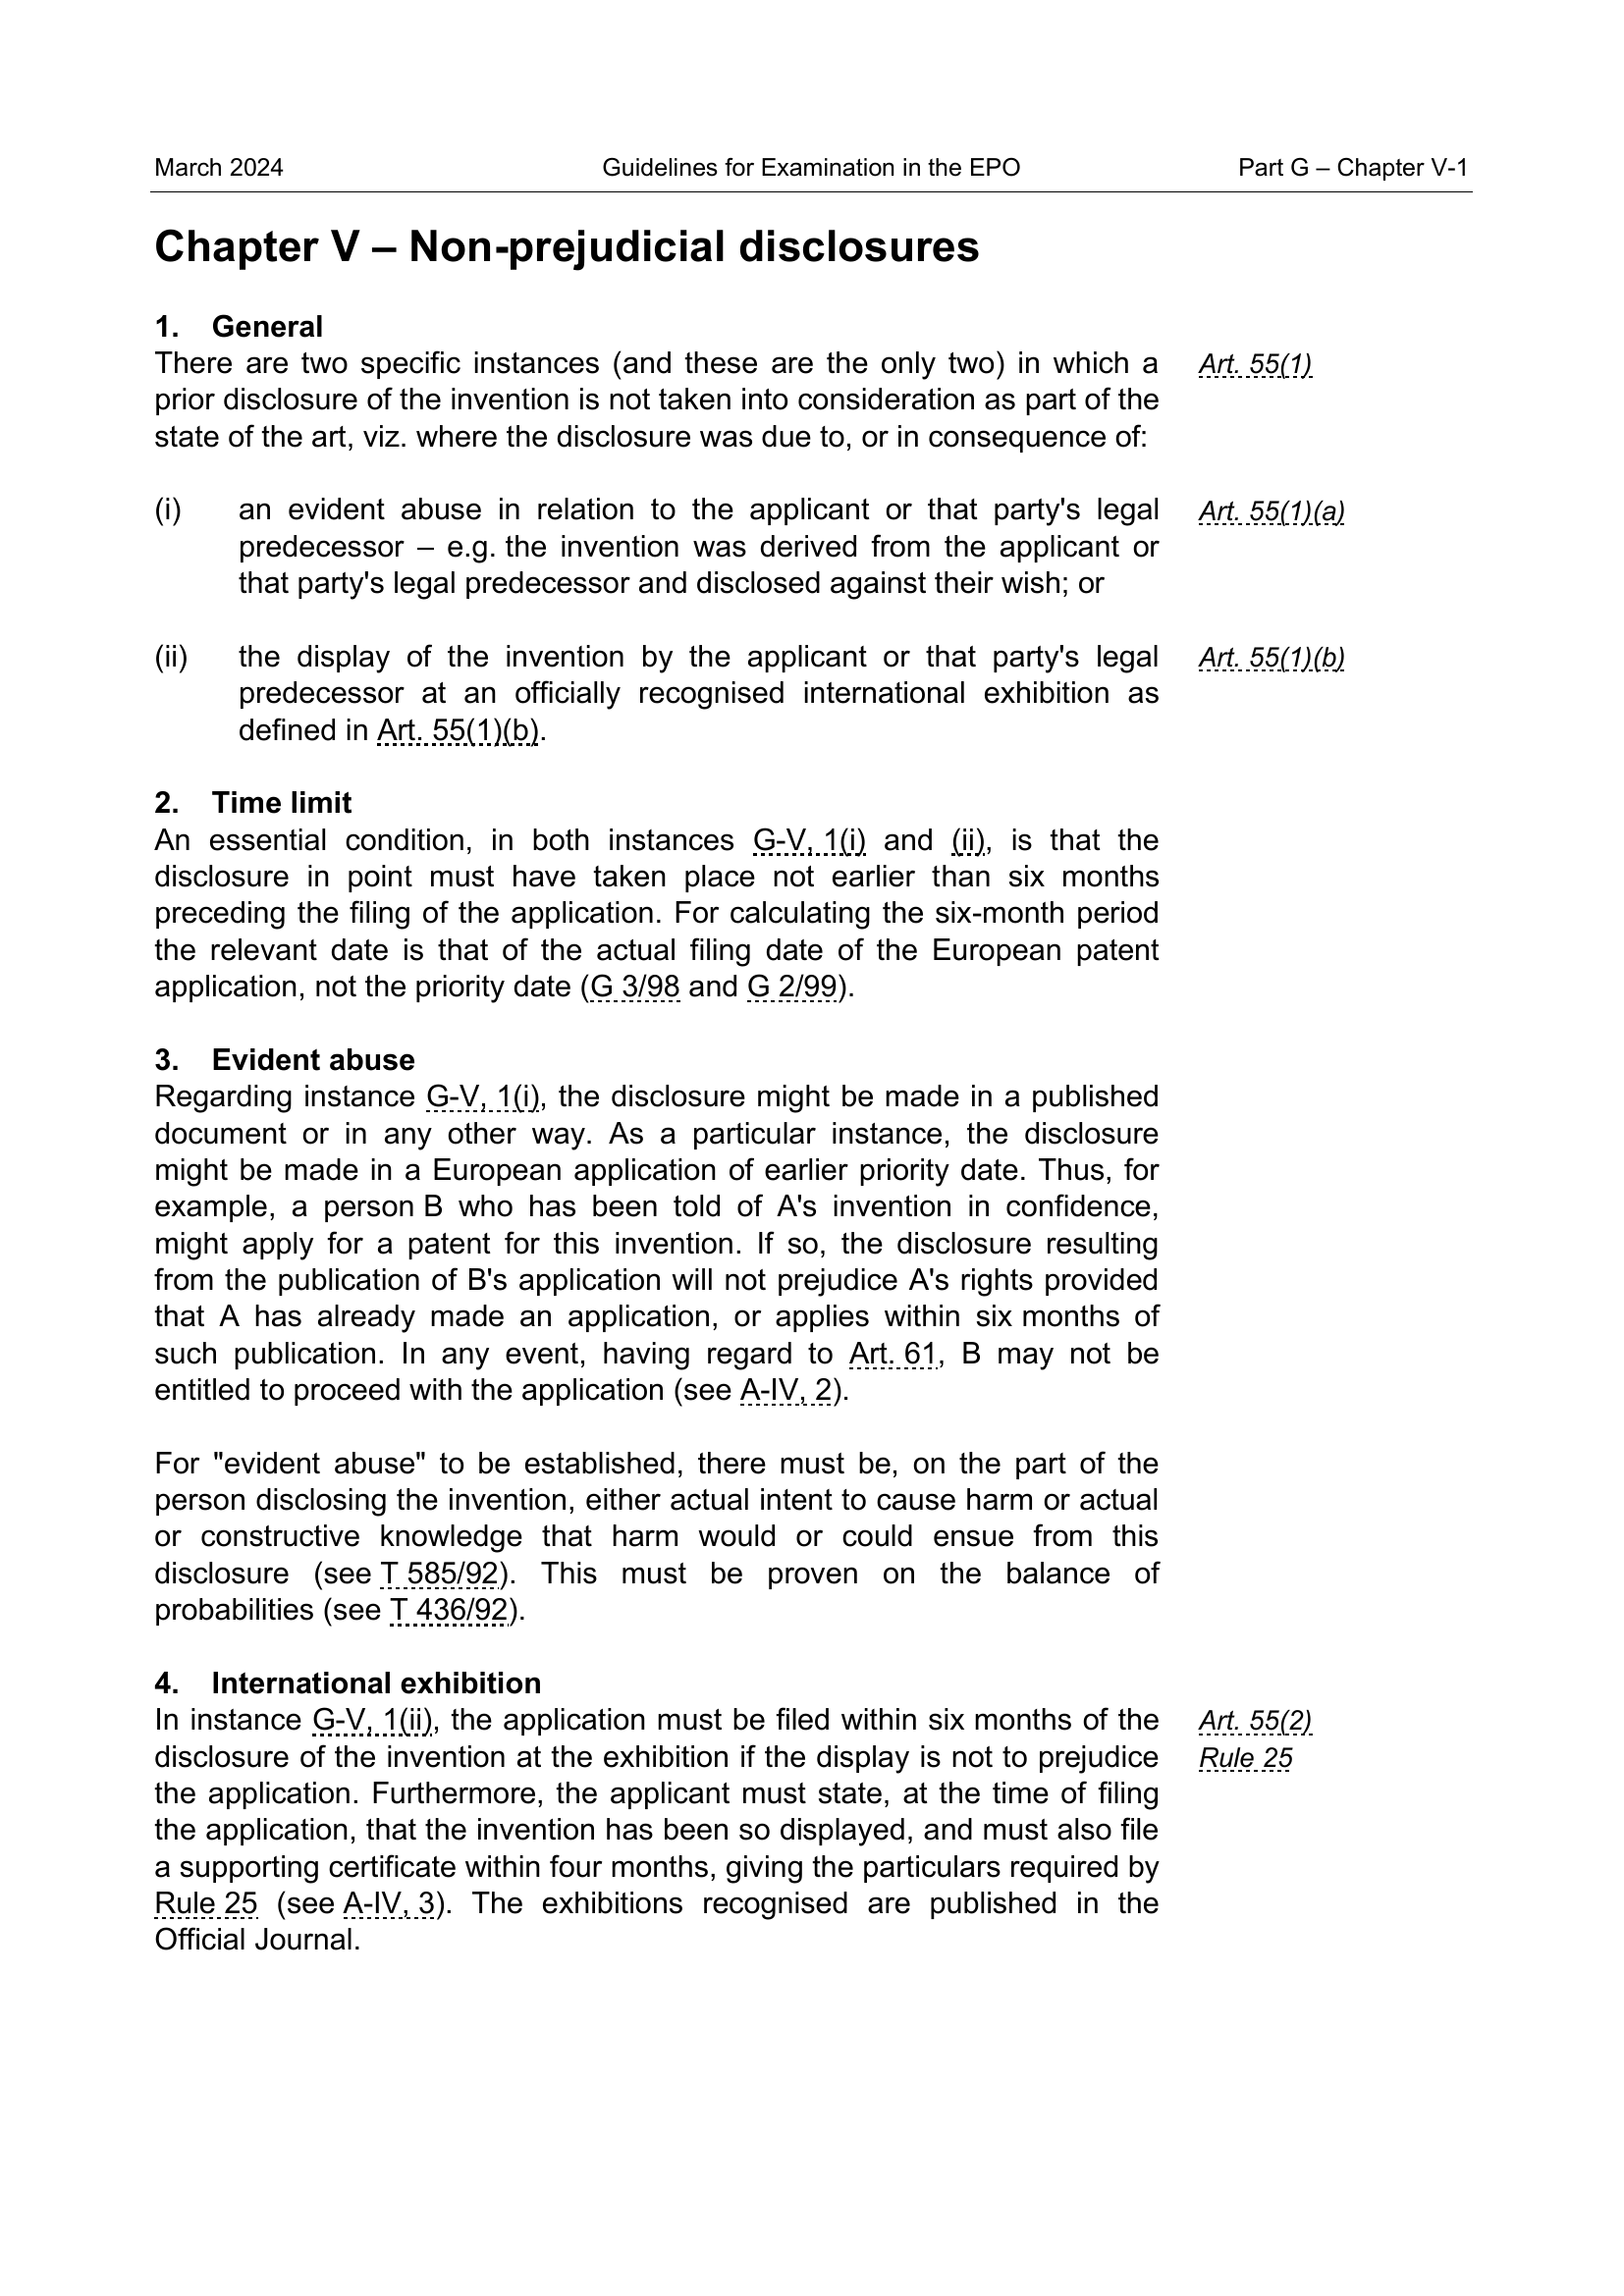 March 2024
Guidelines for Examination in the EPO
Part G – Chapter V-1
Chapter V – Non-prejudicial disclosures
1. General
There are two specific instances (and these are the only two) in which a
Art. 55(1)
prior disclosure of the invention is not taken into consideration as part of the
state of the art, viz. where the disclosure was due to, or in consequence of:
(i) an evident abuse in relation to the applicant or that party's legal
Art. 55(1)(a)
predecessor – e.g. the invention was derived from the applicant or
that party's legal predecessor and disclosed against their wish; or
(ii) the display of the invention by the applicant or that party's legal
Art. 55(1)(b)
predecessor at an officially recognised international exhibition as
defined in Art. 55(1)(b).
2. Time limit
An essential condition, in both instances G-V, 1(i) and (ii), is that the
disclosure in point must have taken place not earlier than six months
preceding the filing of the application. For calculating the six-month period
the relevant date is that of the actual filing date of the European patent
application, not the priority date (G 3/98 and G 2/99).
3. Evident abuse
Regarding instance G-V, 1(i), the disclosure might be made in a published
document or in any other way. As a particular instance, the disclosure
might be made in a European application of earlier priority date. Thus, for
example, a person B who has been told of A's invention in confidence,
might apply for a patent for this invention. If so, the disclosure resulting
from the publication of B's application will not prejudice A's rights provided
that A has already made an application, or applies within six months of
such publication. In any event, having regard to Art. 61, B may not be
entitled to proceed with the application (see A-IV, 2).
For "evident abuse" to be established, there must be, on the part of the
person disclosing the invention, either actual intent to cause harm or actual
or constructive knowledge that harm would or could ensue from this
disclosure (see T 585/92). This must be proven on the balance of
probabilities (see T 436/92).
4. International exhibition
In instance G-V, 1(ii), the application must be filed within six months of the
Art. 55(2)
disclosure of the invention at the exhibition if the display is not to prejudice
Rule 25
the application. Furthermore, the applicant must state, at the time of filing
the application, that the invention has been so displayed, and must also file
a supporting certificate within four months, giving the particulars required by
Rule 25 (see A-IV, 3). The exhibitions recognised are published in the
Official Journal.